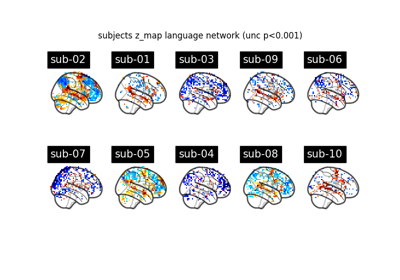 subjects z_map language network (unc p<0.001)
sub-02 sub-01 sub-03 sub-09 sub-06
sub-07 sub-05 sub-04 sub-08 sub-10